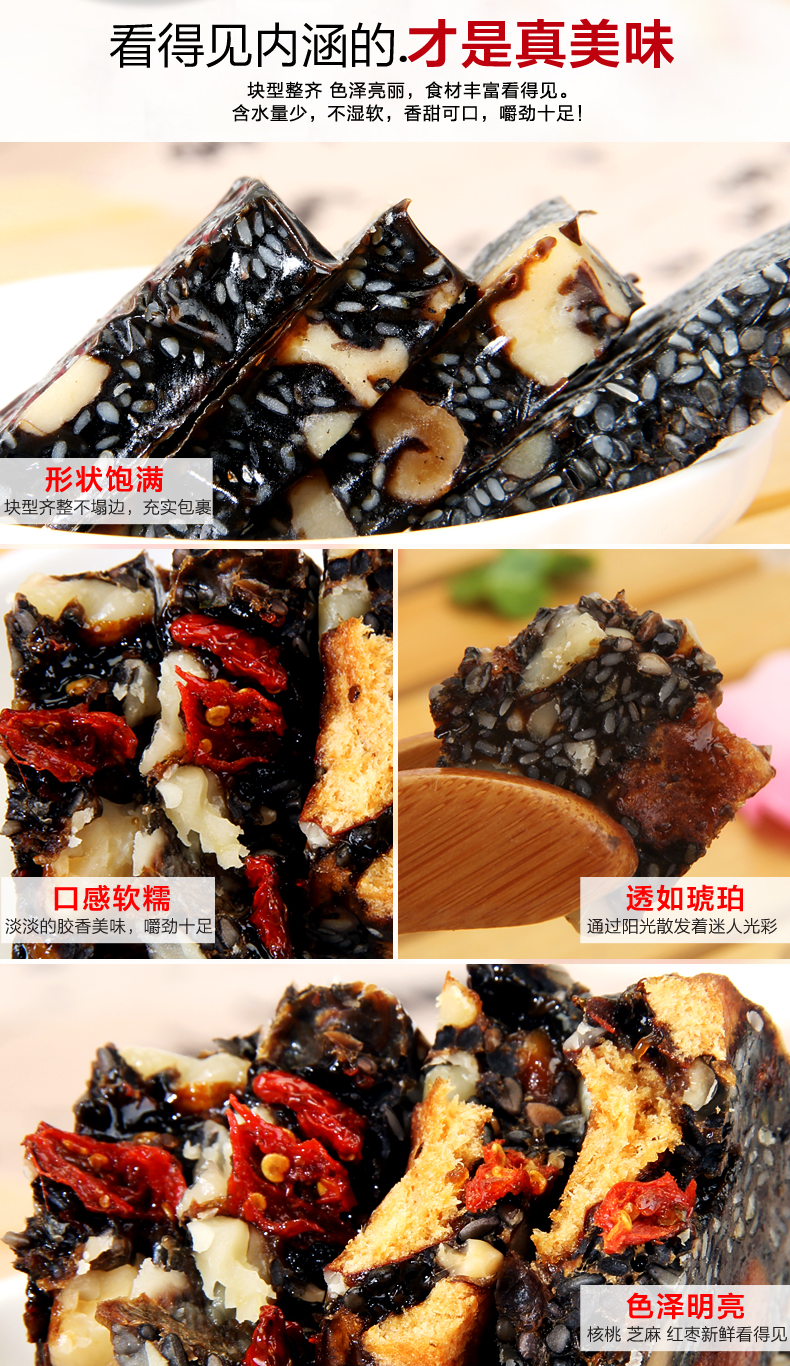 看得见内涵的.才是真美味
块型整齐 色泽亮丽，食材丰富看得见。
含水量少，不湿软，香甜可口，嚼劲十足！
形状饱满
块型齐整不塌边，充实包裹
口感软糯
淡淡的胶香美味，嚼劲十足
透如琥珀
通过阳光散发着迷人光彩
色泽明亮
核桃 芝麻 红枣新鲜看得见